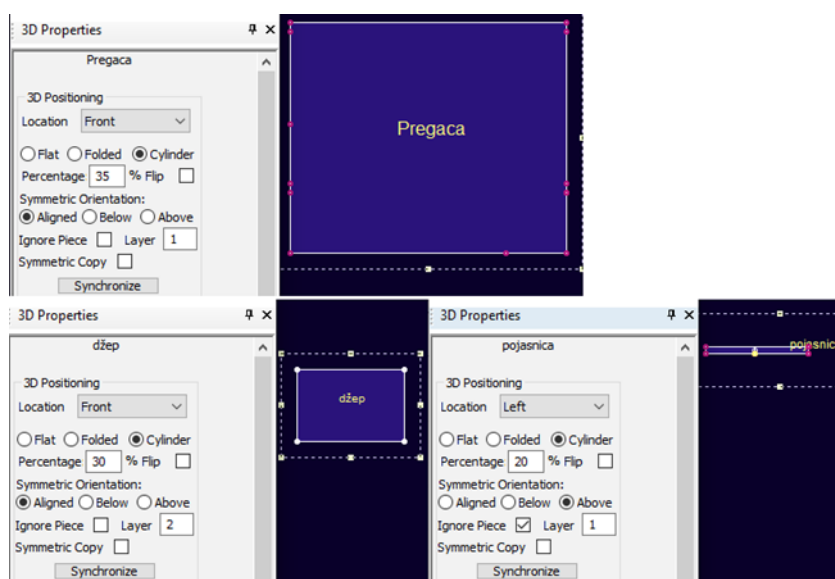 3D Properties
Pregaca
3D Positioning
Location Front
Flat Folded Cylinder
Percentage 35 % Flip
Symmetric Orientation:
Aligned Below Above
Ignore Piece Layer 1
Symmetric Copy
Synchronize
Pregaca
3D Properties
džep
3D Positioning
Location Front
Flat Folded Cylinder
Percentage 30 % Flip
Symmetric Orientation:
Aligned Below Above
Ignore Piece Layer 2
Symmetric Copy
Synchronize
džep
3D Properties
pojasnica
3D Positioning
Location Left
Flat Folded Cylinder
Percentage 20 % Flip
Symmetric Orientation:
Aligned Below Above
Ignore Piece Layer 1
Symmetric Copy
Synchronize
pojasnic